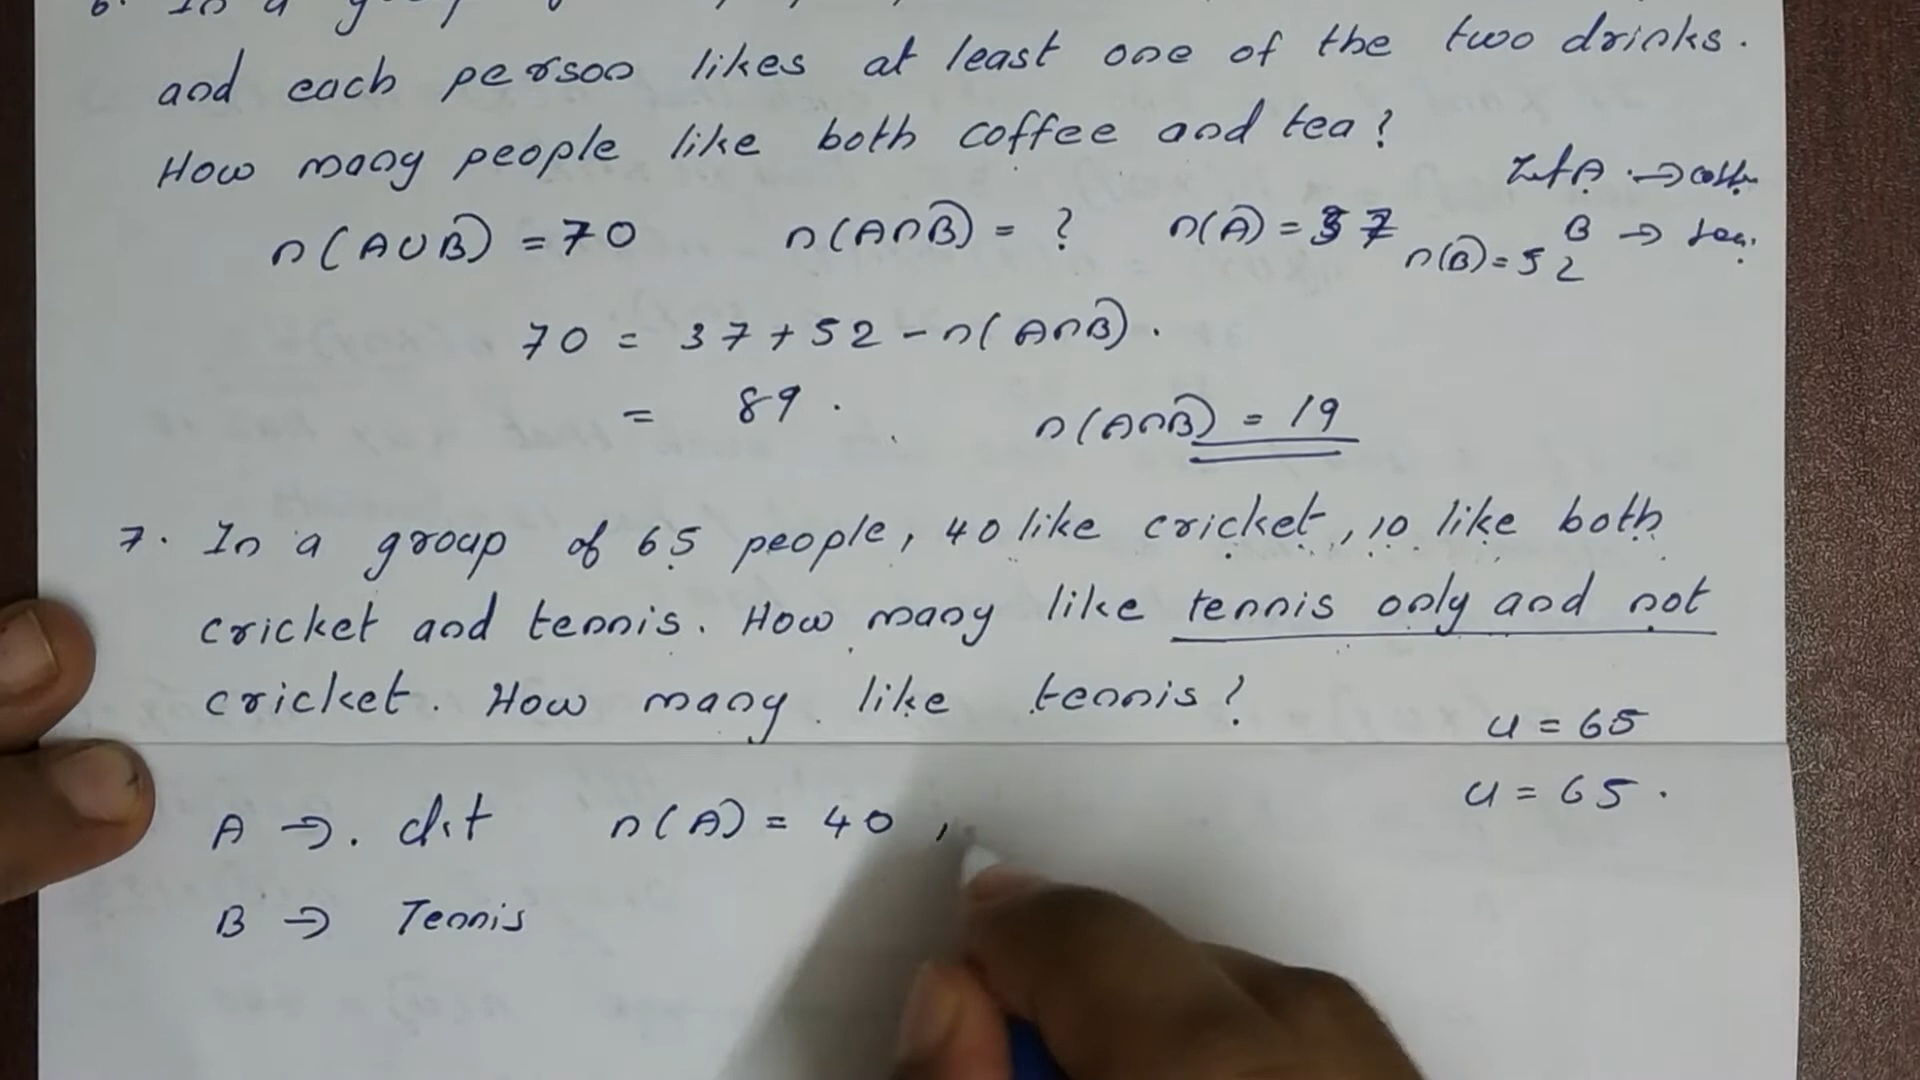 6. In a group
and each person likes at least one of the two drinks.
How many people like both coffee and tea?
Let A → coffee
n(A∪B) = 70 n(A∩B) = ? n(A) = 37 B → tea.
n(B) = 52
70 = 37 + 52 - n(A∩B).
= 89. n(A∩B) = 19
7. In a group of 65 people, 40 like cricket, 10 like both
cricket and tennis. How many like tennis only and not
cricket. How many like tennis?
U = 65
U = 65.
A → . n(A) = 40,
B → Tennis